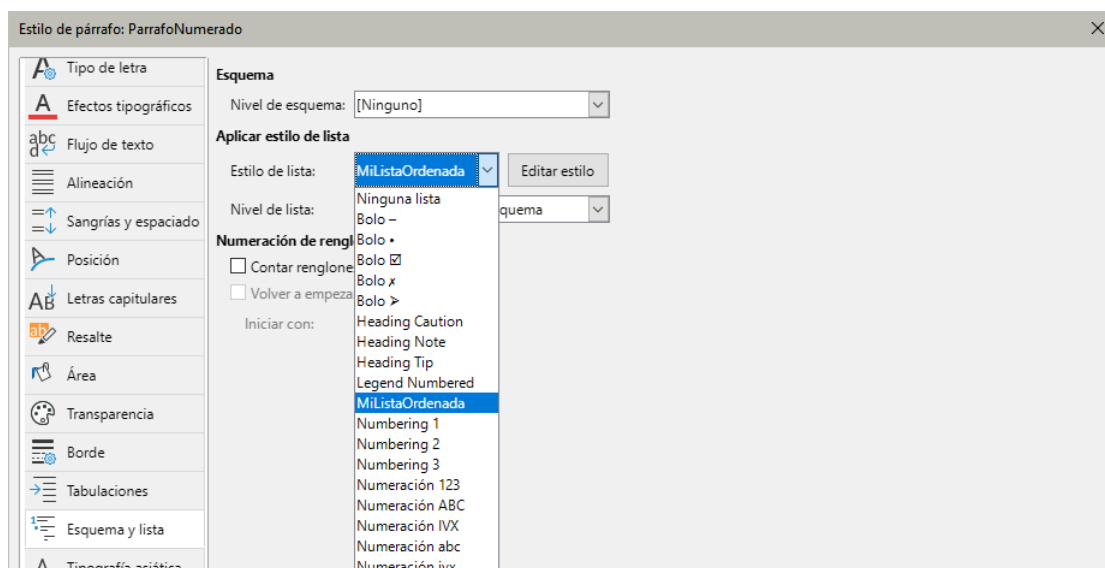 Estilo de párrafo: ParrafoNumerado
Tipo de letra
Efectos tipográficos
Flujo de texto
Alineación
Sangrías y espaciado
Posición
Letras capitulares
Resalte
Área
Transparencia
Borde
Tabulaciones
Esquema y lista
Tipografía asiática
Esquema
Nivel de esquema: [Ninguno]
Aplicar estilo de lista
Estilo de lista: MiListaOrdenada Editar estilo
Nivel de lista: quema
Numeración de rengl
Contar renglone
Volver a empeza
Iniciar con:
Ninguna lista
Bolo –
Bolo •
Bolo ☑
Bolo ✗
Bolo ➢
Heading Caution
Heading Note
Heading Tip
Legend Numbered
MiListaOrdenada
Numbering 1
Numbering 2
Numbering 3
Numeración 123
Numeración ABC
Numeración IVX
Numeración abc
Numeración ivx